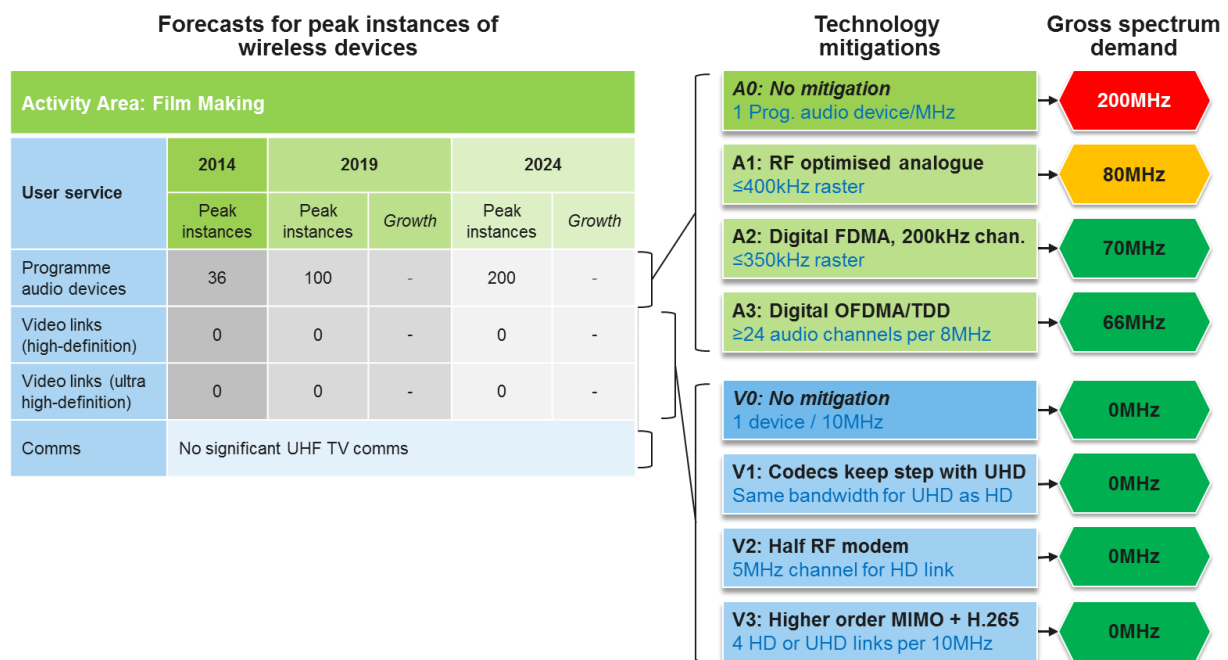 Forecasts for peak instances of
wireless devices
Technology
mitigations
Gross spectrum
demand
Activity Area: Film Making
User service
2014
2019
2024
Peak
instances
Peak
instances
Growth
Peak
instances
Growth
Programme
audio devices
36
100
-
200
-
Video links
(high-definition)
0
0
-
0
-
Video links (ultra
high-definition)
0
0
-
0
-
Comms
No significant UHF TV comms
A0: No mitigation
1 Prog. audio device/MHz
200MHz
A1: RF optimised analogue
≤400kHz raster
80MHz
A2: Digital FDMA, 200kHz chan.
≤350kHz raster
70MHz
A3: Digital OFDMA/TDD
≥24 audio channels per 8MHz
66MHz
V0: No mitigation
1 device / 10MHz
0MHz
V1: Codecs keep step with UHD
Same bandwidth for UHD as HD
0MHz
V2: Half RF modem
5MHz channel for HD link
0MHz
V3: Higher order MIMO + H.265
4 HD or UHD links per 10MHz
0MHz